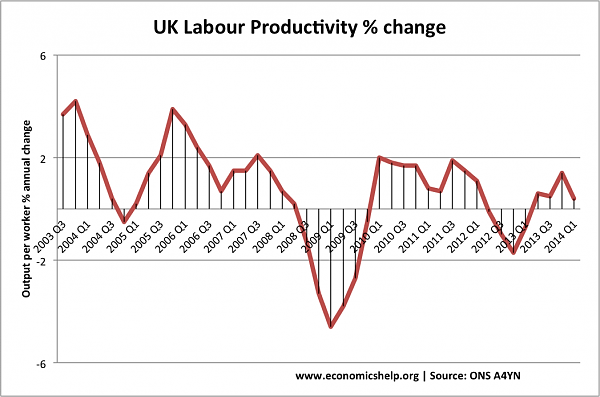 UK Labour Productivity % change
Output per worker % annual change
6
2
-2
-6
2003 Q3
2004 Q1
2004 Q3
2005 Q1
2005 Q3
2006 Q1
2006 Q3
2007 Q1
2007 Q3
2008 Q1
2008 Q3
2009 Q1
2009 Q3
2010 Q1
2010 Q3
2011 Q1
2011 Q3
2012 Q1
2012 Q3
2013 Q1
2013 Q3
2014 Q1
www.economicshelp.org | Source: ONS A4YN